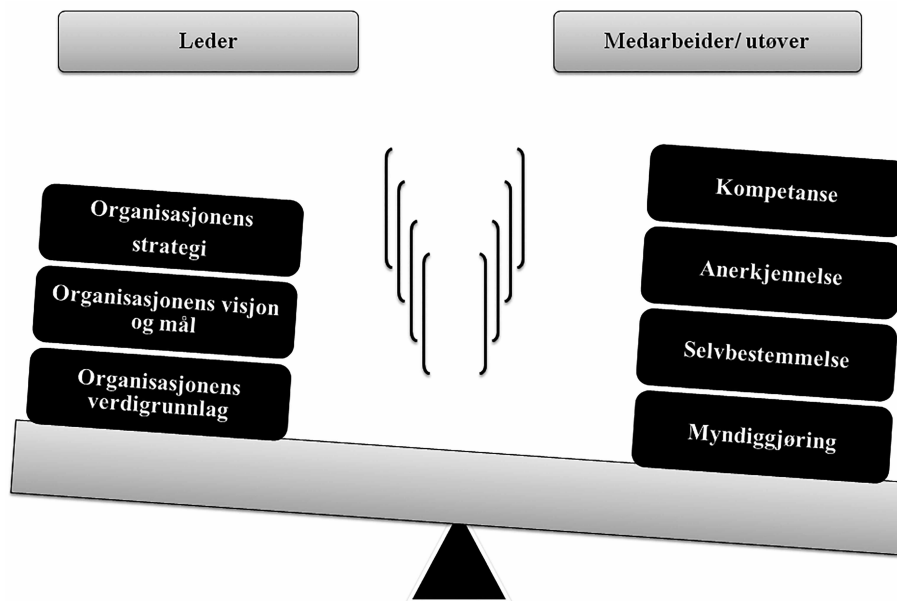 Leder
Medarbeider/ utøver
Organisasjonens
strategi
Organisasjonens visjon
og mål
Organisasjonens
verdigrunnlag
Kompetanse
Anerkjennelse
Selvbestemmelse
Myndiggjøring